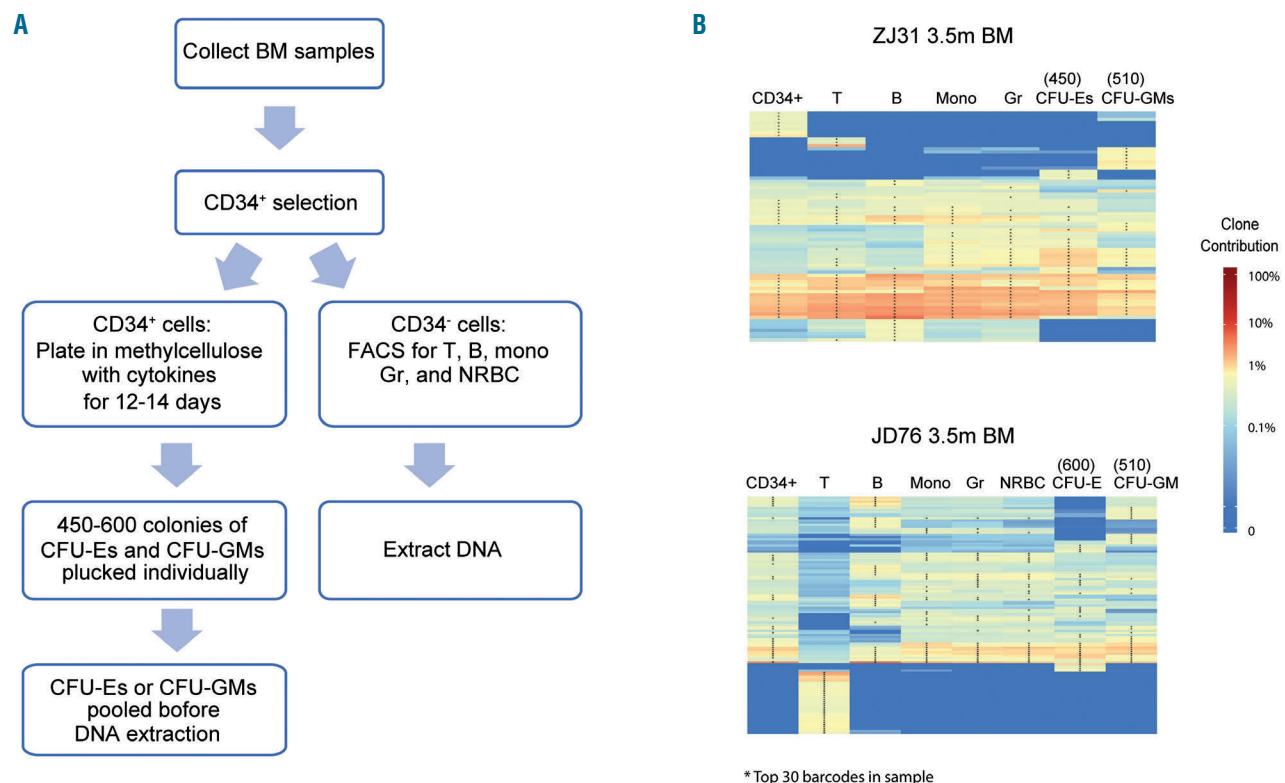 A
Collect BM samples
CD34⁺ selection
CD34⁺ cells:
Plate in methylcellulose
with cytokines
for 12-14 days
CD34⁻ cells:
FACS for T, B, mono
Gr, and NRBC
450-600 colonies of
CFU-Es and CFU-GMs
plucked individually
Extract DNA
CFU-Es or CFU-GMs
pooled bofore
DNA extraction
B
ZJ31 3.5m BM
(450) (510)
CD34+ T B Mono Gr CFU-Es CFU-GMs
JD76 3.5m BM
(600) (510)
CD34+ T B Mono Gr NRBC CFU-E CFU-GM
* Top 30 barcodes in sample
Clone
Contribution
100%
10%
1%
0.1%
0